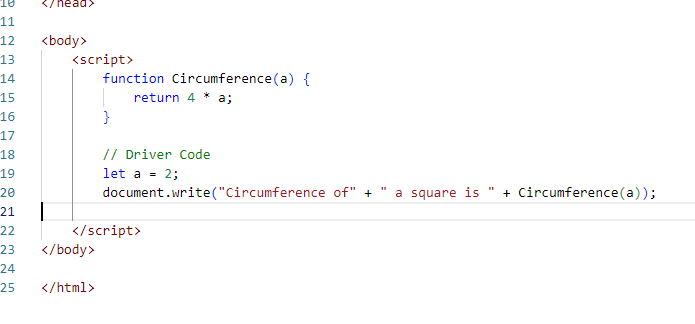 10 </head>
11
12 <body>
13 <script>
14 function Circumference(a) {
15 return 4 * a;
16 }
17
18 // Driver Code
19 let a = 2;
20 document.write("Circumference of" + " a square is " + Circumference(a));
21
22 </script>
23 </body>
24
25 </html>